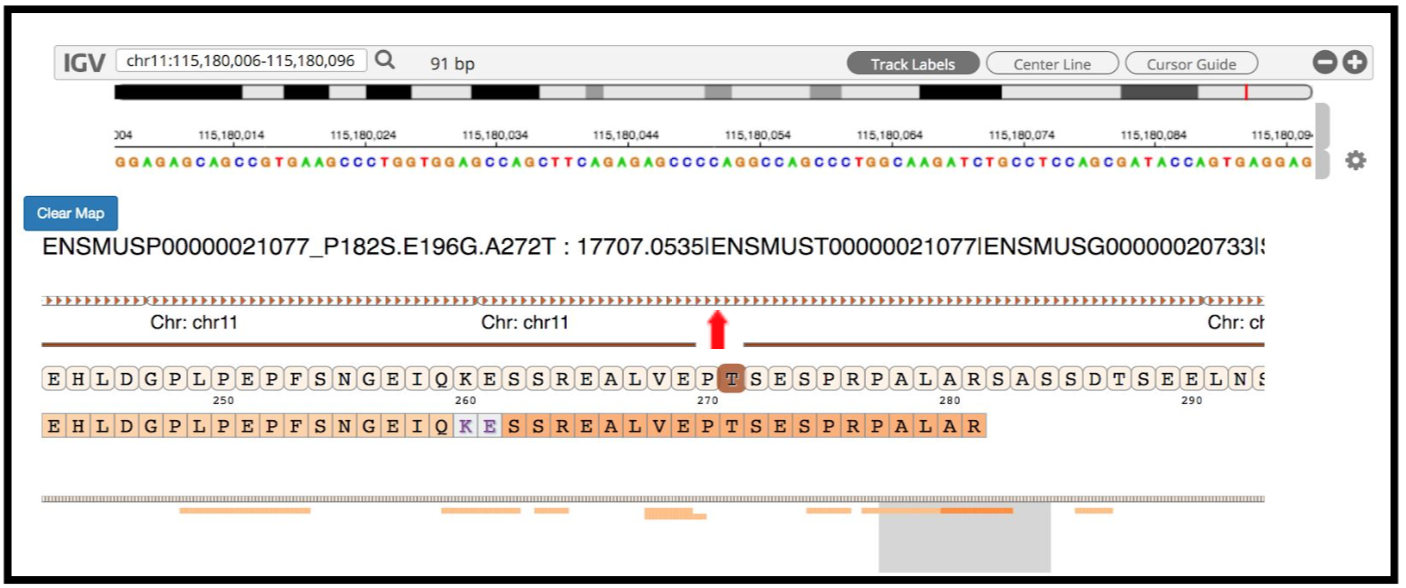 IGV chr11:115,180,006-115,180,096 91 bp Track Labels Center Line Cursor Guide
004 115,180,014 115,180,024 115,180,034 115,180,044 115,180,054 115,180,064 115,180,074 115,180,084 115,180,09
GGAGAGCAGCCGTGAAGCCCTGGTGGAGCCAGCTTCAGAGAGCCCCAGGCCAGCCCTGGCAAGATCTGCCTCCAGCGATACCAGTGAGGAG
Clear Map
ENSMUSP00000021077_P182S.E196G.A272T : 17707.0535|ENSMUST00000021077|ENSMUSG00000020733|
Chr: chr11 Chr: chr11 Chr: ch
E H L D G P L P E P F S N G E I Q K E S S R E A L V E P T S E S P R P A L A R S A S S D T S E E L N S
250 260 270 280 290
E H L D G P L P E P F S N G E I Q K E S S R E A L V E P T S E S P R P A L A R